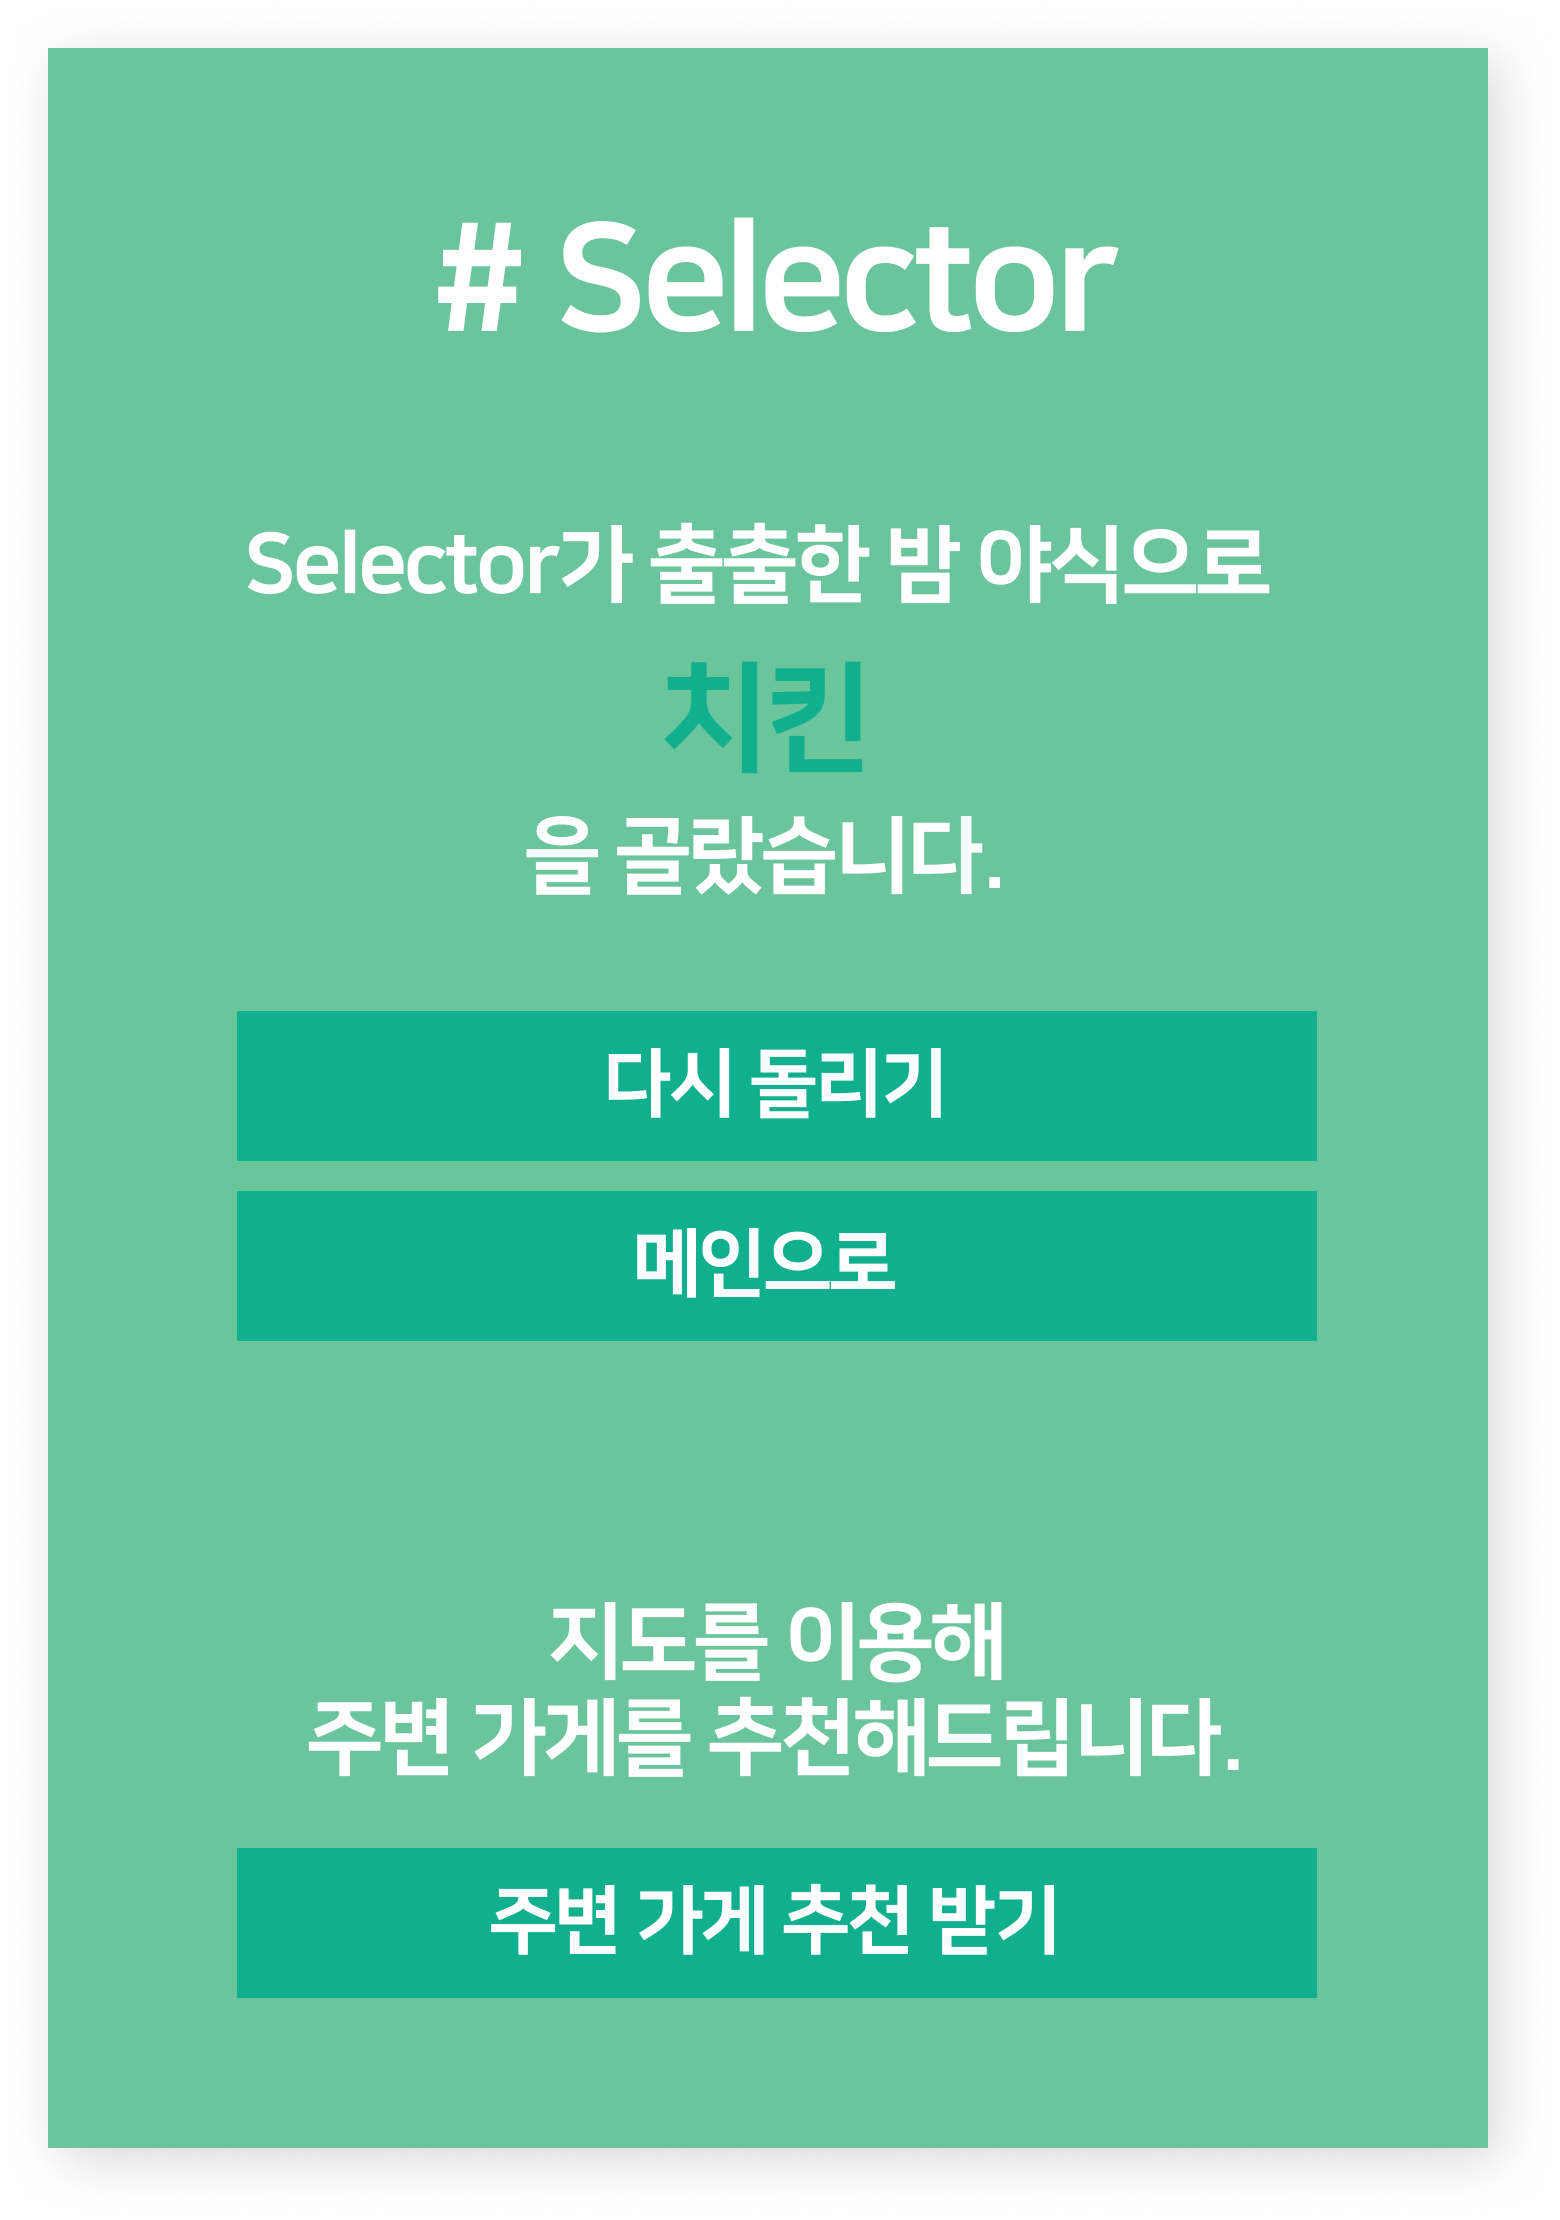 # Selector
Selector가 출출한 밤 야식으로
치킨
을 골랐습니다.
다시 돌리기
메인으로
지도를 이용해
주변 가게를 추천해드립니다.
주변 가게 추천 받기